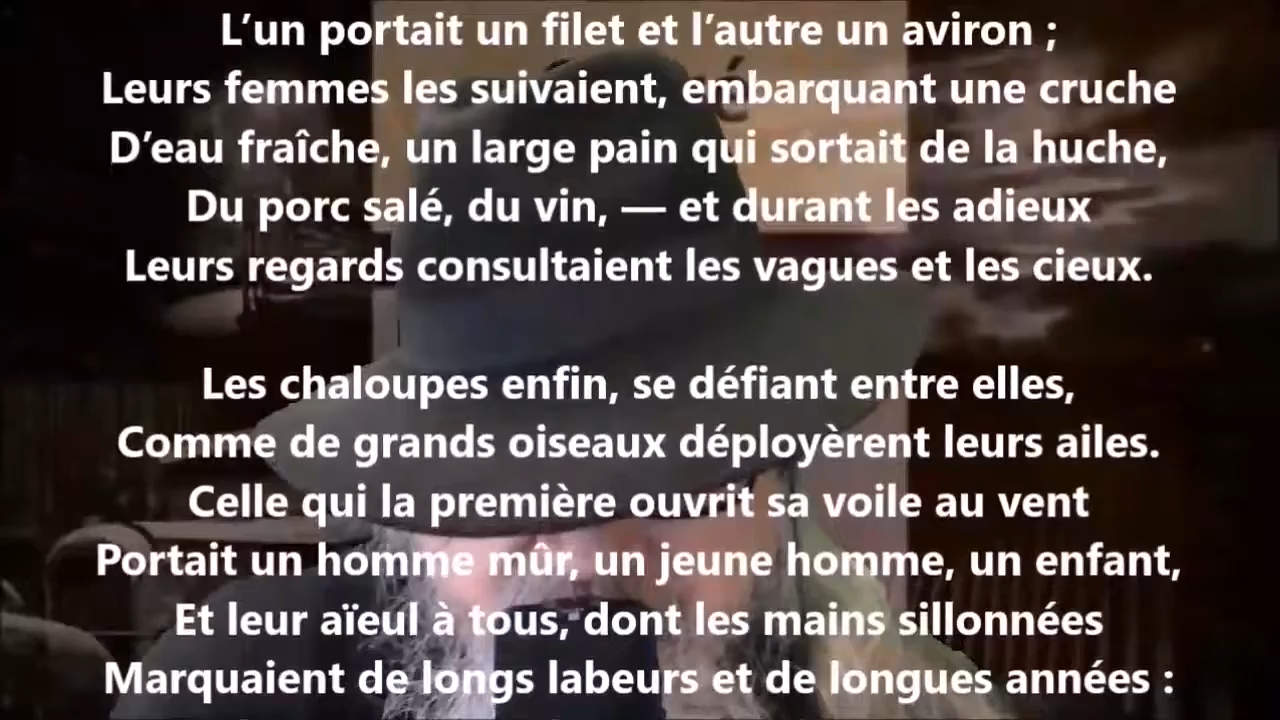 L’un portait un filet et l’autre un aviron ;
Leurs femmes les suivaient, embarquant une cruche
D’eau fraîche, un large pain qui sortait de la huche,
Du porc salé, du vin, — et durant les adieux
Leurs regards consultaient les vagues et les cieux.
Les chaloupes enfin, se défiant entre elles,
Comme de grands oiseaux déployèrent leurs ailes.
Celle qui la première ouvrit sa voile au vent
Portait un homme mûr, un jeune homme, un enfant,
Et leur aïeul à tous, dont les mains sillonnées
Marquaient de longs labeurs et de longues années :